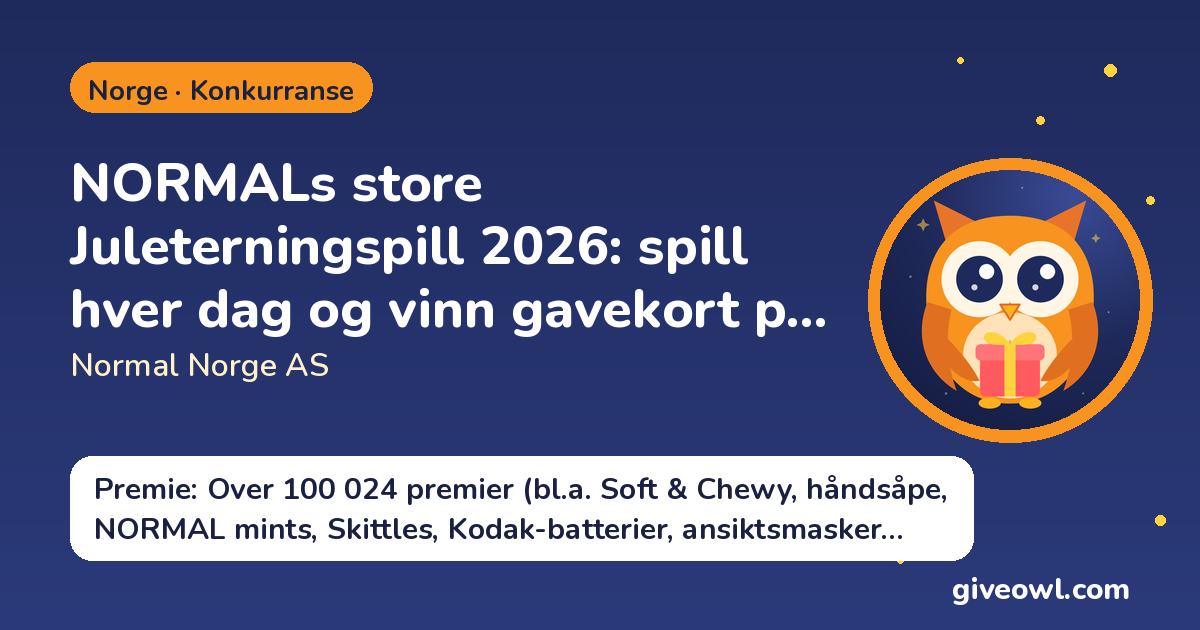 Norge · Konkurranse
NORMALs store
Juleterningspill 2026: spill
hver dag og vinn gavekort p...
Normal Norge AS
Premie: Over 100 024 premier (bl.a. Soft & Chewy, håndsåpe,
NORMAL mints, Skittles, Kodak-batterier, ansiktsmasker...
giveowl.com